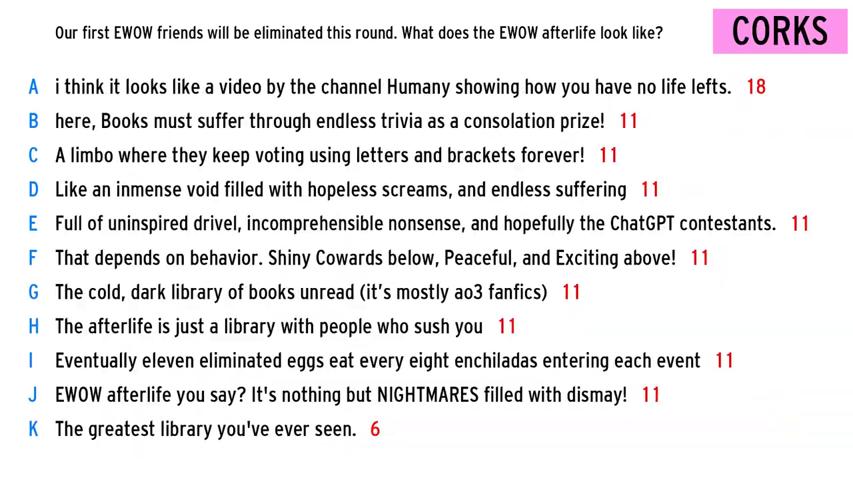 Our first EWOW friends will be eliminated this round. What does the EWOW afterlife look like?
CORKS
A i think it looks like a video by the channel Humany showing how you have no life lefts. 18
B here, Books must suffer through endless trivia as a consolation prize! 11
C A limbo where they keep voting using letters and brackets forever! 11
D Like an inmense void filled with hopeless screams, and endless suffering 11
E Full of uninspired drivel, incomprehensible nonsense, and hopefully the ChatGPT contestants. 11
F That depends on behavior. Shiny Cowards below, Peaceful, and Exciting above! 11
G The cold, dark library of books unread (it's mostly ao3 fanfics) 11
H The afterlife is just a library with people who sush you 11
I Eventually eleven eliminated eggs eat every eight enchiladas entering each event 11
J EWOW afterlife you say? It's nothing but NIGHTMARES filled with dismay! 11
K The greatest library you've ever seen. 6